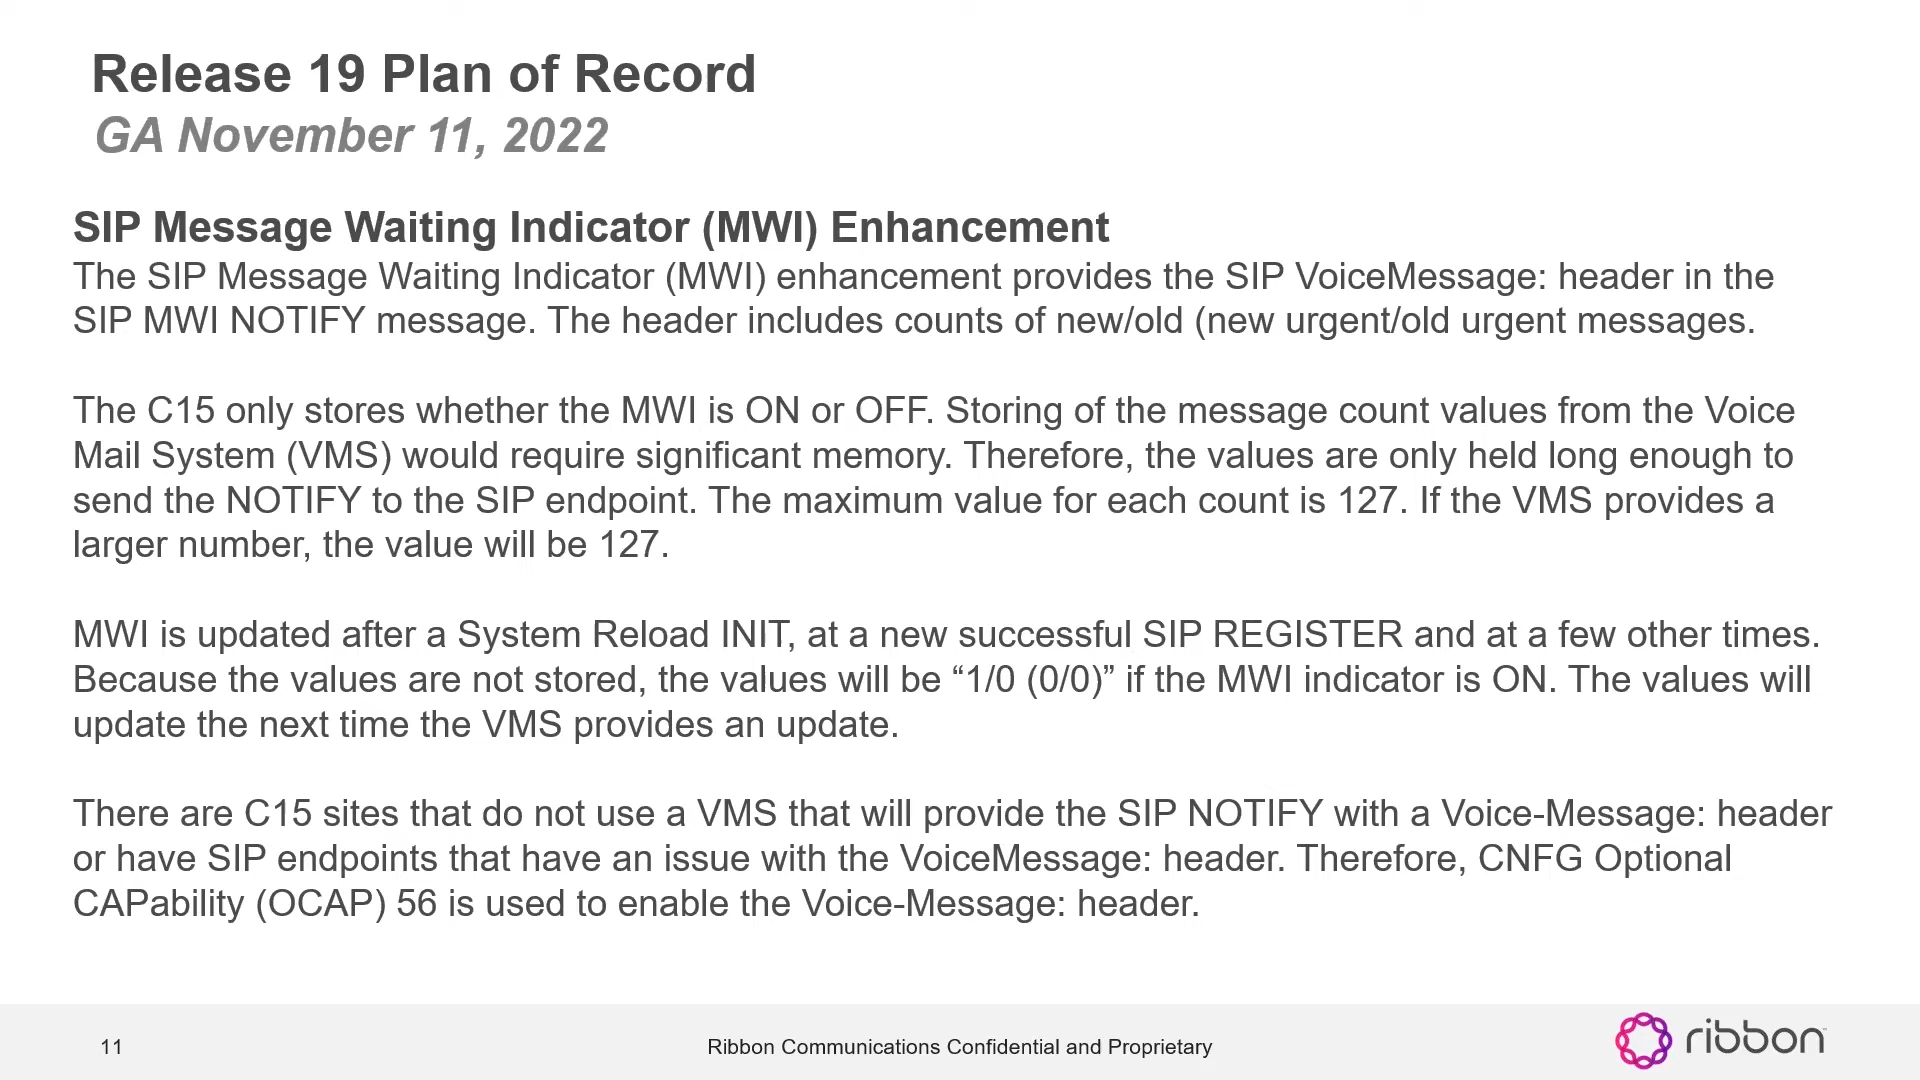 Release 19 Plan of Record
GA November 11, 2022
SIP Message Waiting Indicator (MWI) Enhancement
The SIP Message Waiting Indicator (MWI) enhancement provides the SIP VoiceMessage: header in the
SIP MWI NOTIFY message. The header includes counts of new/old (new urgent/old urgent messages.
The C15 only stores whether the MWI is ON or OFF. Storing of the message count values from the Voice
Mail System (VMS) would require significant memory. Therefore, the values are only held long enough to
send the NOTIFY to the SIP endpoint. The maximum value for each count is 127. If the VMS provides a
larger number, the value will be 127.
MWI is updated after a System Reload INIT, at a new successful SIP REGISTER and at a few other times.
Because the values are not stored, the values will be “1/0 (0/0)” if the MWI indicator is ON. The values will
update the next time the VMS provides an update.
There are C15 sites that do not use a VMS that will provide the SIP NOTIFY with a Voice-Message: header
or have SIP endpoints that have an issue with the VoiceMessage: header. Therefore, CNFG Optional
CAPability (OCAP) 56 is used to enable the Voice-Message: header.
11
Ribbon Communications Confidential and Proprietary
ribbon